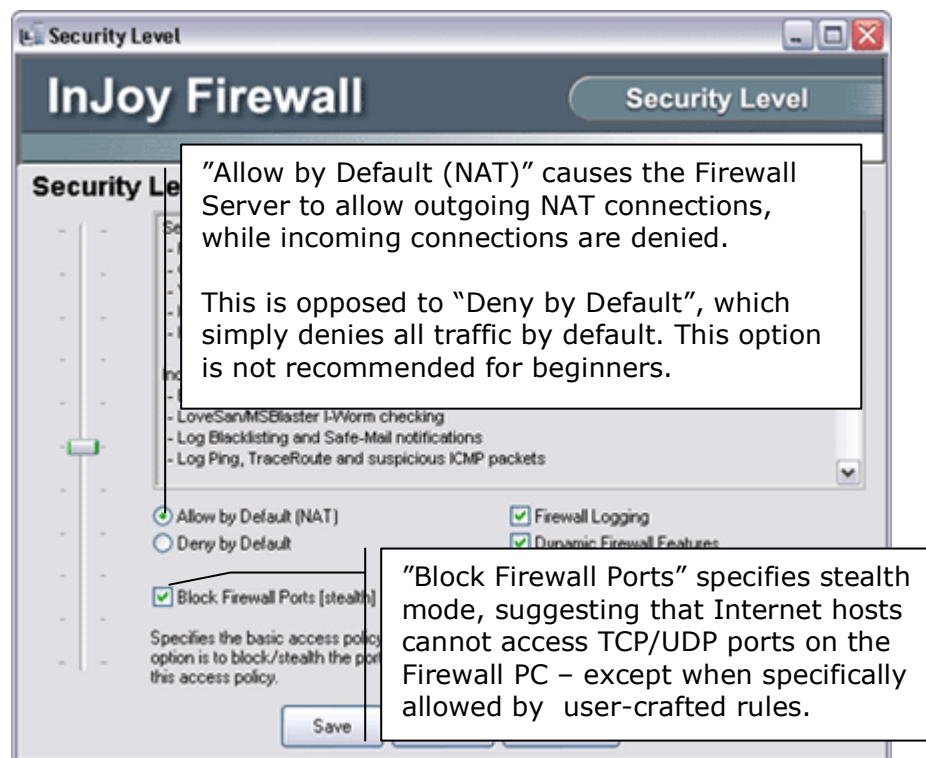 Security Level
InJoy Firewall
Security Level
Security Le
”Allow by Default (NAT)” causes the Firewall
Server to allow outgoing NAT connections,
while incoming connections are denied.
This is opposed to “Deny by Default”, which
simply denies all traffic by default. This option
is not recommended for beginners.
- LoveSan/MSBlaster I-Worm checking
- Log Blacklisting and Safe-Mail notifications
- Log Ping, TraceRoute and suspicious ICMP packets
Allow by Default (NAT)
Firewall Logging
Deny by Default
Dynamic Firewall Features
Block Firewall Ports [stealth]
”Block Firewall Ports” specifies stealth
mode, suggesting that Internet hosts
cannot access TCP/UDP ports on the
Firewall PC – except when specifically
allowed by user-crafted rules.
Specifies the basic access policy
option is to block/stealth the
this access policy.
Save